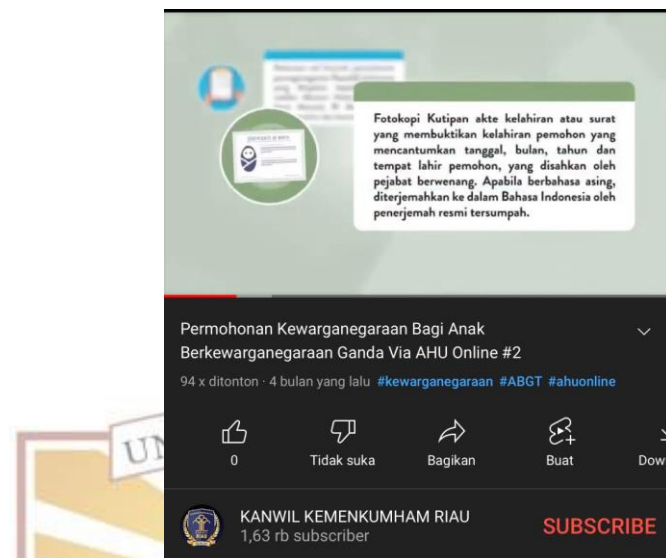 Fotokopi Kutipan akte kelahiran atau surat
yang membuktikan kelahiran pemohon yang
mencantumkan tanggal, bulan, tahun dan
tempat lahir pemohon, yang disahkan oleh
pejabat berwenang. Apabila berbahasa asing,
diterjemahkan ke dalam Bahasa Indonesia oleh
penerjemah resmi tersumpah.
Permohonan Kewarganegaraan Bagi Anak
Berkewarganegaraan Ganda Via AHU Online #2
94 x ditonton · 4 bulan yang lalu #kewarganegaraan #ABGT #ahuonline
0 Tidak suka Bagikan Buat Dow
UN
KANWIL KEMENKUMHAM RIAU
1,63 rb subscriber
SUBSCRIBE